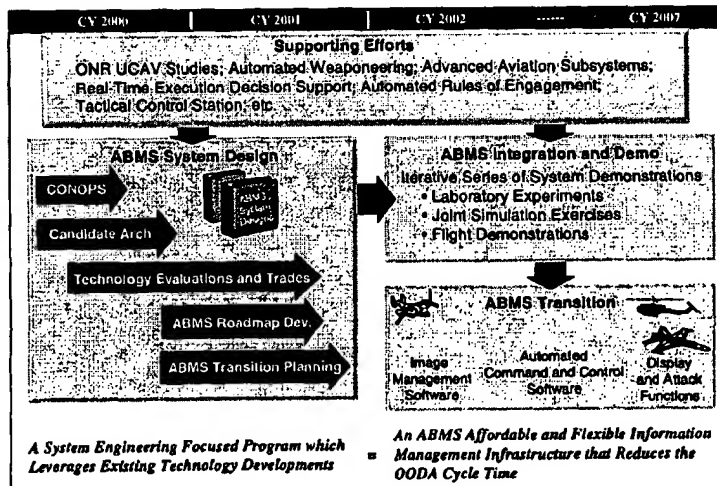 CY 2000 CY 2001 CY 2002 ------ CY 2007
Supporting Efforts
ONR UCAV Studies; Automated Weaponeering; Advanced Aviation Subsystems;
Real-Time Execution Decision Support; Automated Rules of Engagement;
Tactical Control Station; etc
ABMS System Design
CONOPS
ABMS
System
Design
Candidate Arch
Technology Evaluations and Trades
ABMS Roadmap Dev.
ABMS Transition Planning
ABMS Integration and Demo
Iterative Series of System Demonstrations
• Laboratory Experiments
• Joint Simulation Exercises
• Flight Demonstrations
ABMS Transition
Image
Management
Software
Automated
Command and Control
Software
Display
and Attack
Functions
A System Engineering Focused Program which
Leverages Existing Technology Developments
=
An ABMS Affordable and Flexible Information
Management Infrastructure that Reduces the
OODA Cycle Time